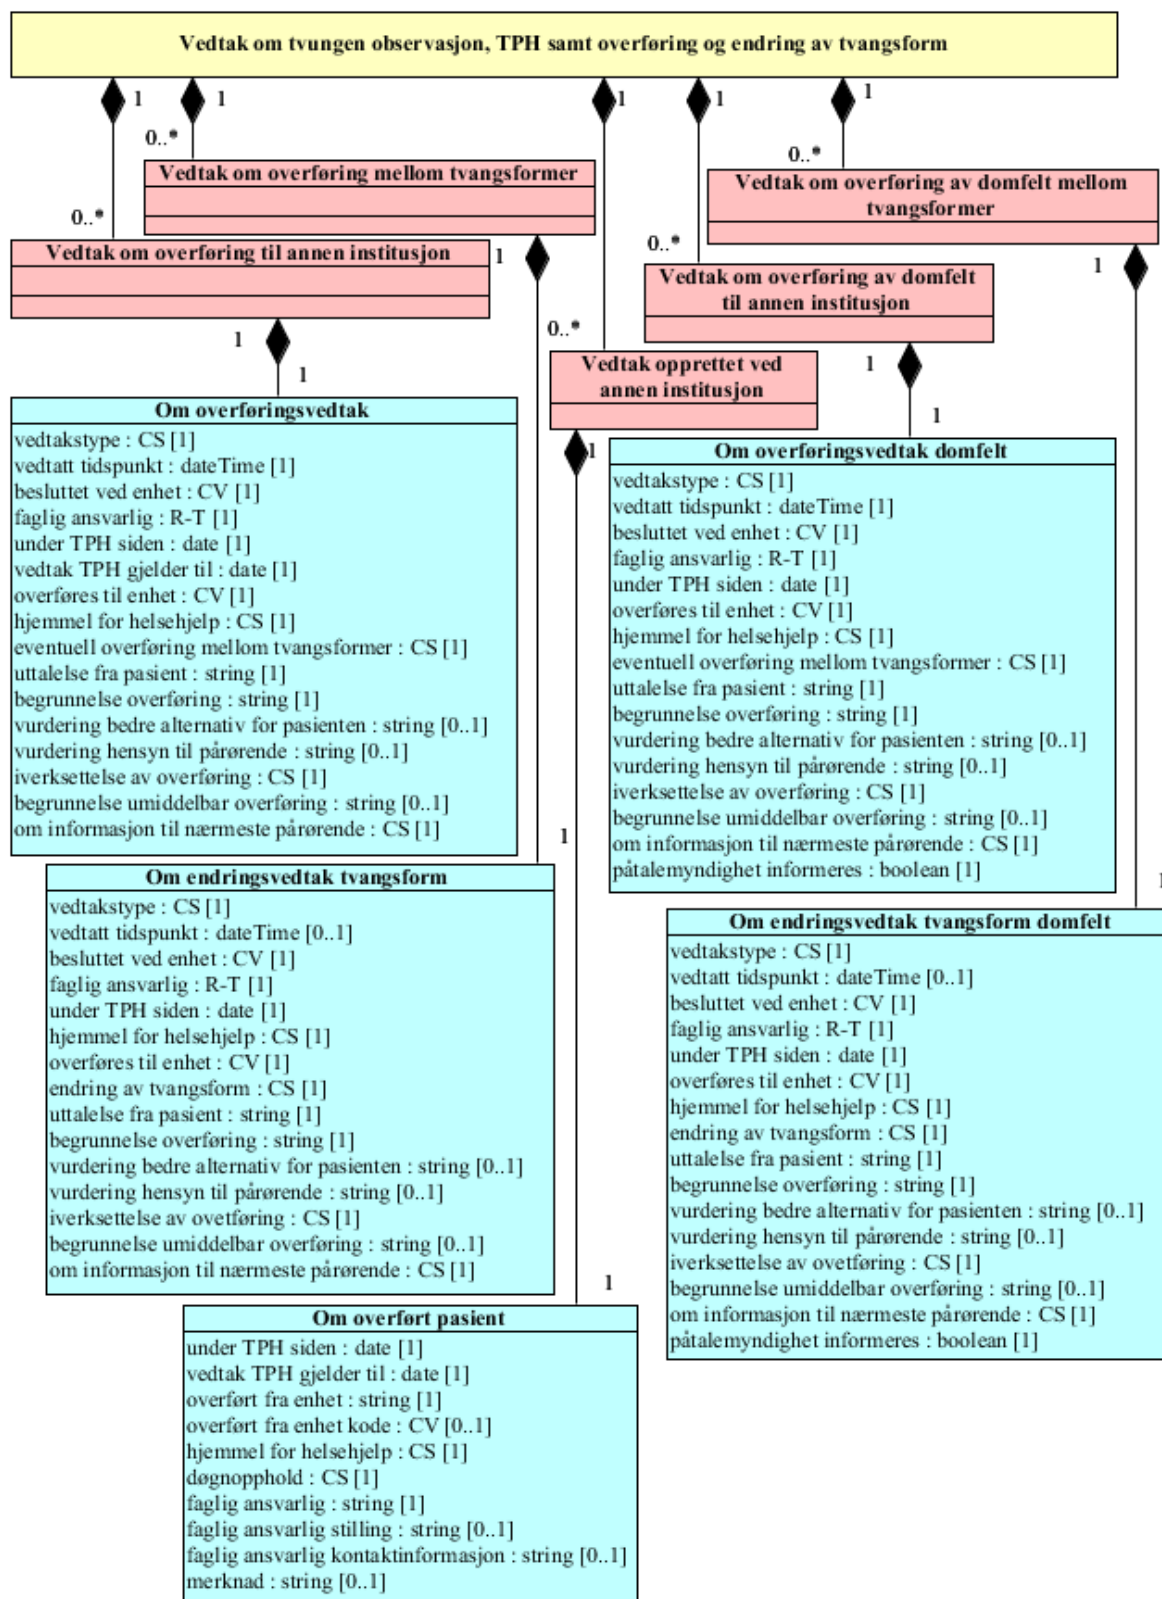 Vedtak om tvungen observasjon, TPH samt overføring og endring av tvangsform
1
1
1
1
1
0..*
0..*
0..*
0..*
0..*
Vedtak om overføring mellom tvangsformer
Vedtak om overføring av domfelt mellom
tvangsformer
Vedtak om overføring til annen institusjon
1
1
Vedtak om overføring av domfelt
til annen institusjon
1
1
Vedtak opprettet ved
annen institusjon
1
1
1
Om overføringsvedtak
vedtakstype : CS [1]
vedtatt tidspunkt : dateTime [1]
besluttet ved enhet : CV [1]
faglig ansvarlig : R-T [1]
under TPH siden : date [1]
vedtak TPH gjelder til : date [1]
overføres til enhet : CV [1]
hjemmel for helsehjelp : CS [1]
eventuell overføring mellom tvangsformer : CS [1]
uttalelse fra pasient : string [1]
begrunnelse overføring : string [1]
vurdering bedre alternativ for pasienten : string [0..1]
vurdering hensyn til pårørende : string [0..1]
iverksettelse av overføring : CS [1]
begrunnelse umiddelbar overføring : string [0..1]
om informasjon til nærmeste pårørende : CS [1]
Om overføringsvedtak domfelt
vedtakstype : CS [1]
vedtatt tidspunkt : dateTime [1]
besluttet ved enhet : CV [1]
faglig ansvarlig : R-T [1]
under TPH siden : date [1]
overføres til enhet : CV [1]
hjemmel for helsehjelp : CS [1]
eventuell overføring mellom tvangsformer : CS [1]
uttalelse fra pasient : string [1]
begrunnelse overføring : string [1]
vurdering bedre alternativ for pasienten : string [0..1]
vurdering hensyn til pårørende : string [0..1]
iverksettelse av overføring : CS [1]
begrunnelse umiddelbar overføring : string [0..1]
om informasjon til nærmeste pårørende : CS [1]
påtalemyndighet informeres : boolean [1]
1
1
Om endringsvedtak tvangsform
vedtakstype : CS [1]
vedtatt tidspunkt : dateTime [0..1]
besluttet ved enhet : CV [1]
faglig ansvarlig : R-T [1]
under TPH siden : date [1]
hjemmel for helsehjelp : CS [1]
overføres til enhet : CV [1]
endring av tvangsform : CS [1]
uttalelse fra pasient : string [1]
begrunnelse overføring : string [1]
vurdering bedre alternativ for pasienten : string [0..1]
vurdering hensyn til pårørende : string [0..1]
iverksettelse av ovetføring : CS [1]
begrunnelse umiddelbar overføring : string [0..1]
om informasjon til nærmeste pårørende : CS [1]
Om endringsvedtak tvangsform domfelt
vedtakstype : CS [1]
vedtatt tidspunkt : dateTime [0..1]
besluttet ved enhet : CV [1]
faglig ansvarlig : R-T [1]
under TPH siden : date [1]
overføres til enhet : CV [1]
hjemmel for helsehjelp : CS [1]
endring av tvangsform : CS [1]
uttalelse fra pasient : string [1]
begrunnelse overføring : string [1]
vurdering bedre alternativ for pasienten : string [0..1]
vurdering hensyn til pårørende : string [0..1]
iverksettelse av ovetføring : CS [1]
begrunnelse umiddelbar overføring : string [0..1]
om informasjon til nærmeste pårørende : CS [1]
påtalemyndighet informeres : boolean [1]
1
Om overført pasient
under TPH siden : date [1]
vedtak TPH gjelder til : date [1]
overført fra enhet : string [1]
overført fra enhet kode : CV [0..1]
hjemmel for helsehjelp : CS [1]
døgnopphold : CS [1]
faglig ansvarlig : string [1]
faglig ansvarlig stilling : string [0..1]
faglig ansvarlig kontaktinformasjon : string [0..1]
merknad : string [0..1]